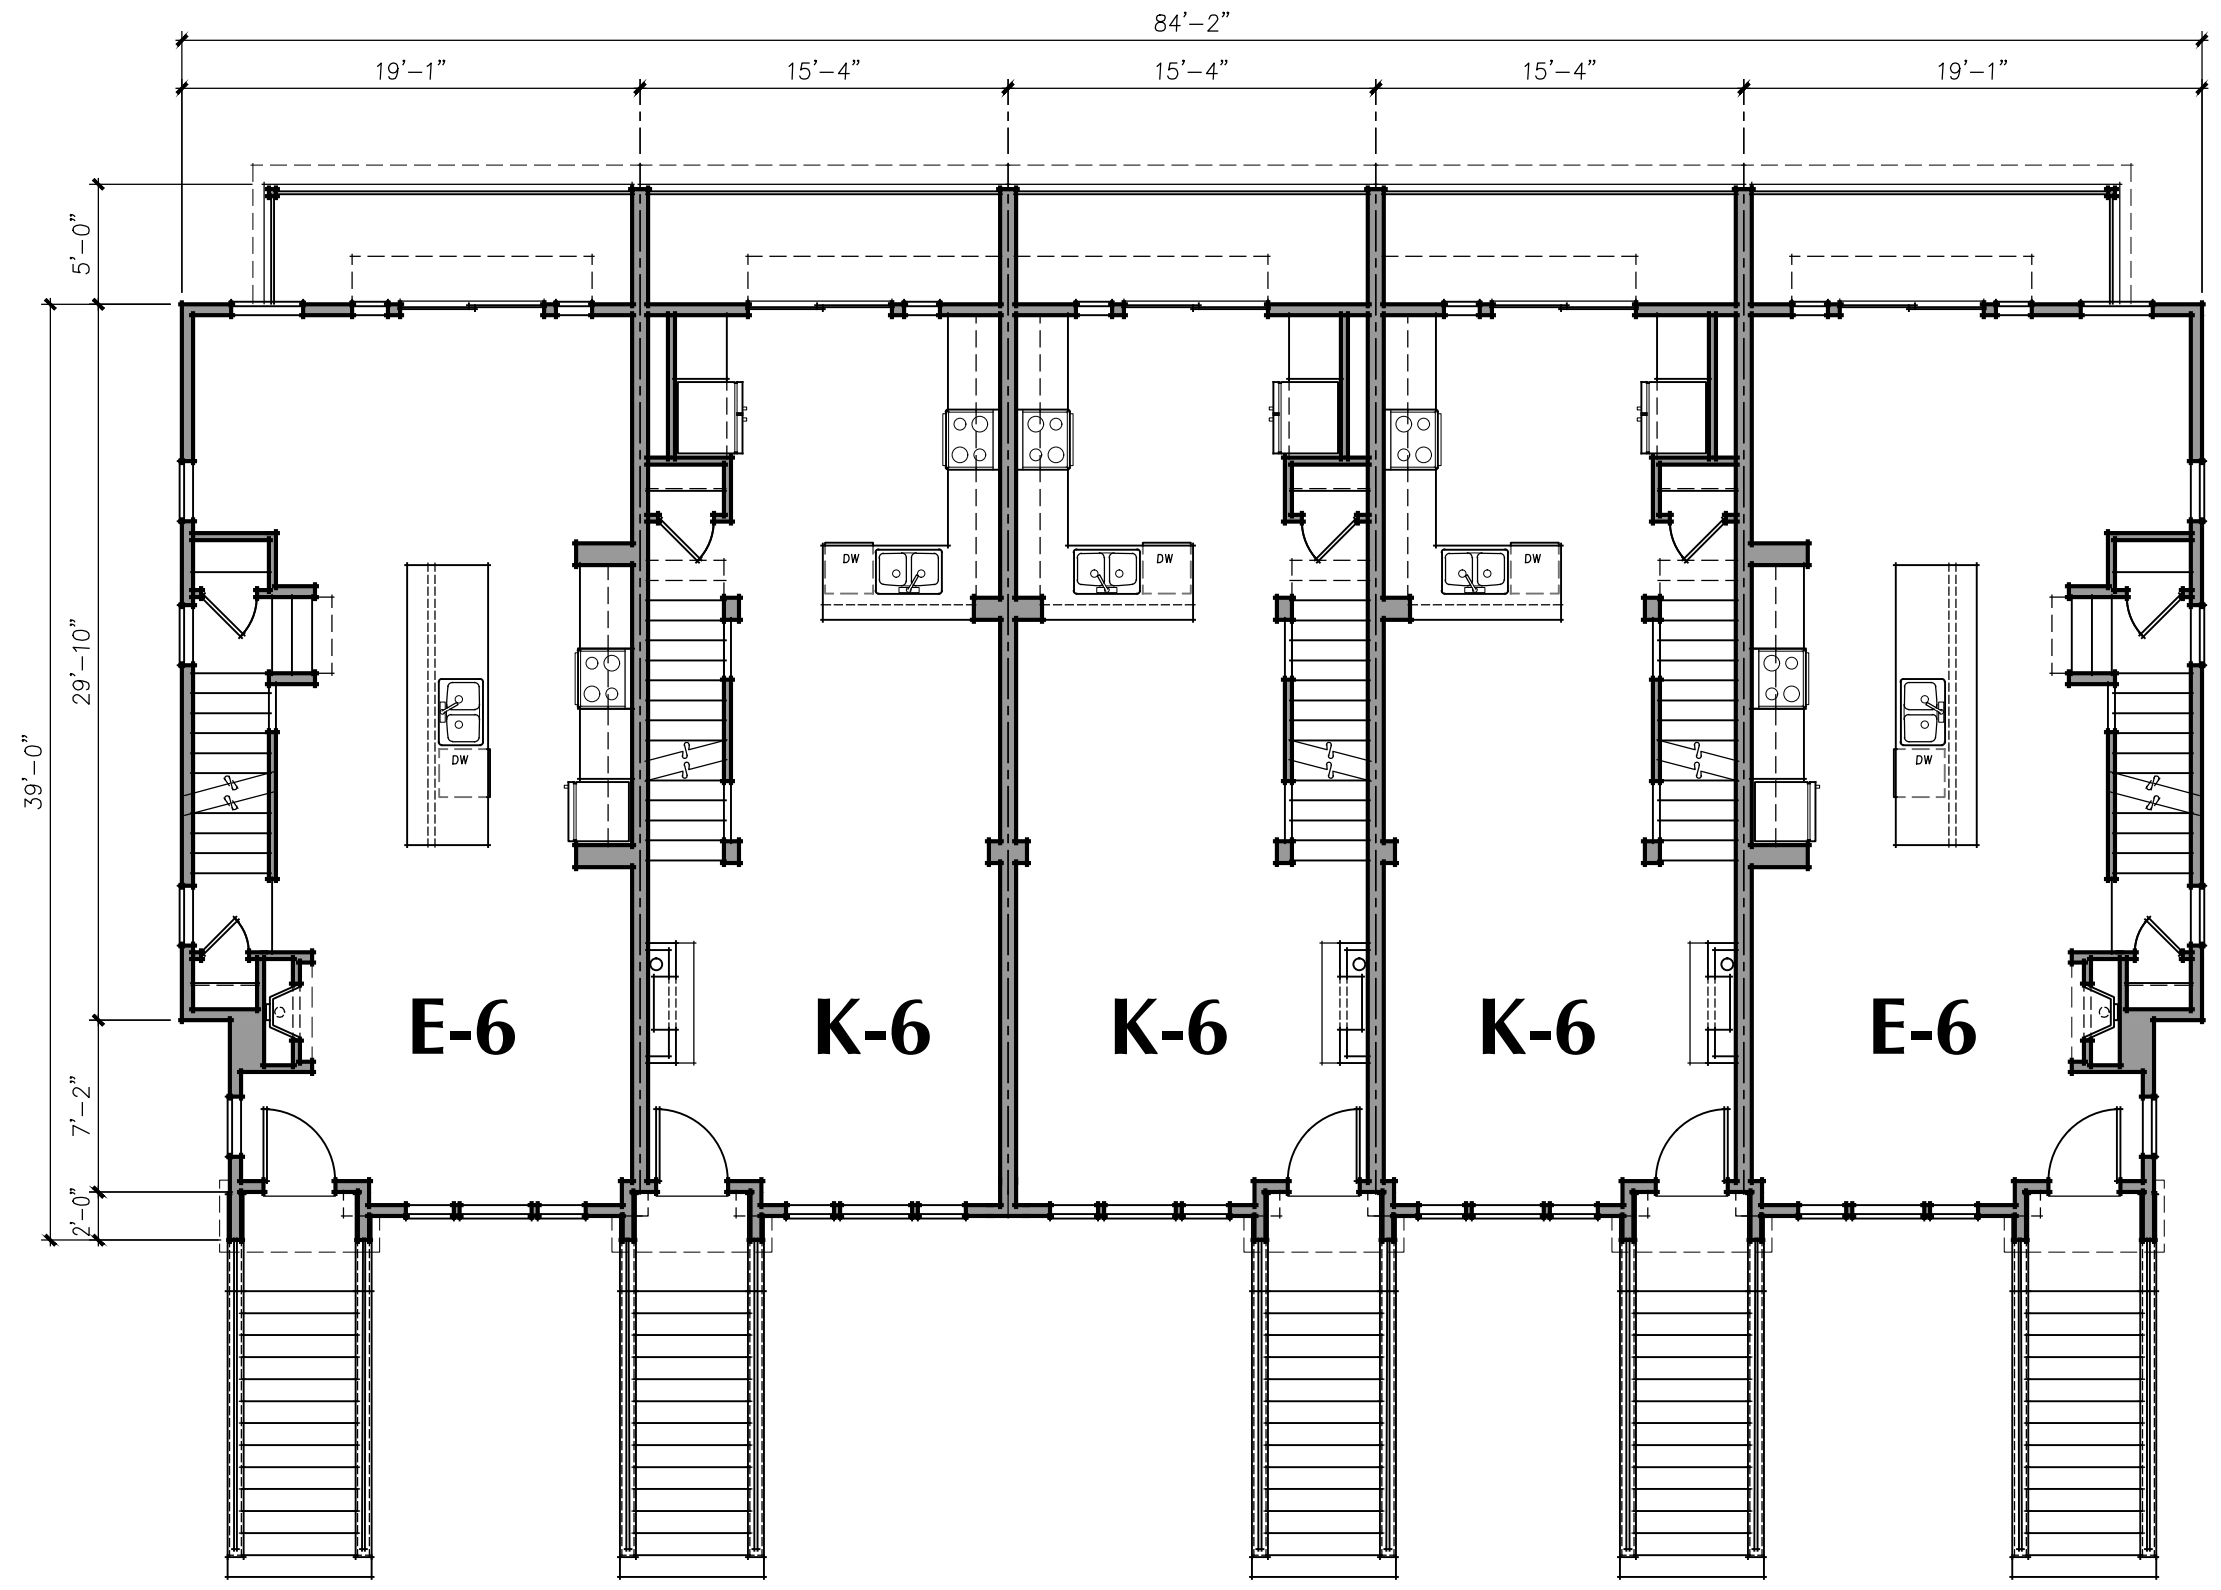 84'-2"
19'-1" 15'-4" 15'-4" 15'-4" 19'-1"
5'-0"
DW DW DW
29'-10"
DW DW
39'-0"
E-6 K-6 K-6 K-6 E-6
7'-2"
2'-0"